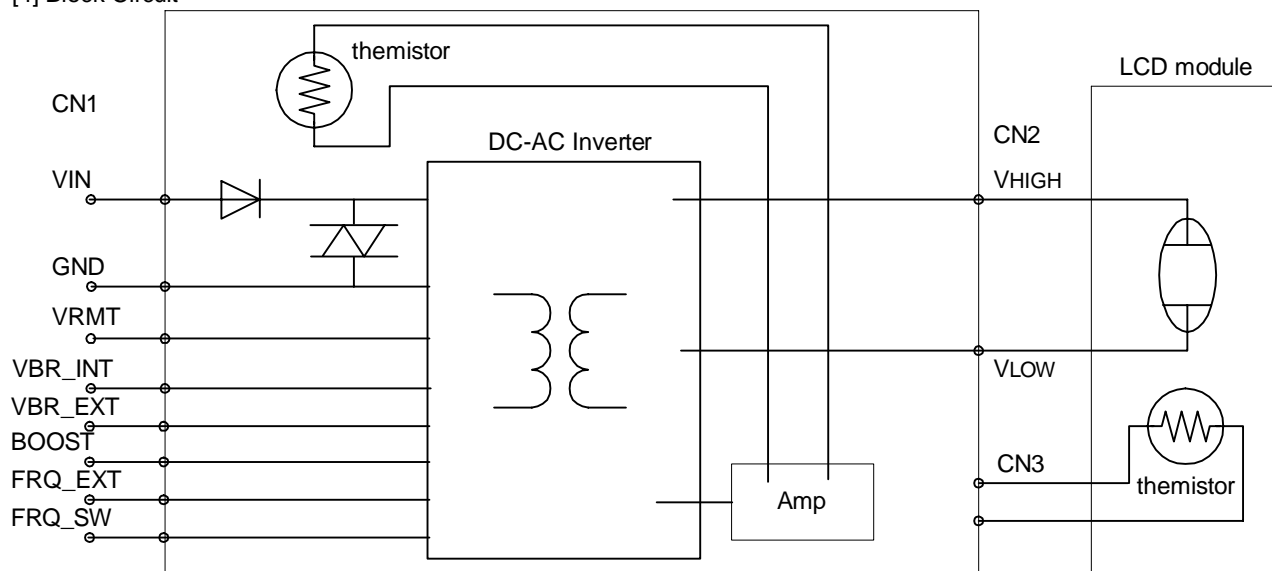 [4] Block Circuit
themistor
LCD module
CN1
DC-AC Inverter
CN2
VIN
VHIGH
GND
VRMT
VBR_INT
VLOW
VBR_EXT
BOOST
CN3
FRQ_EXT
themistor
Amp
FRQ_SW